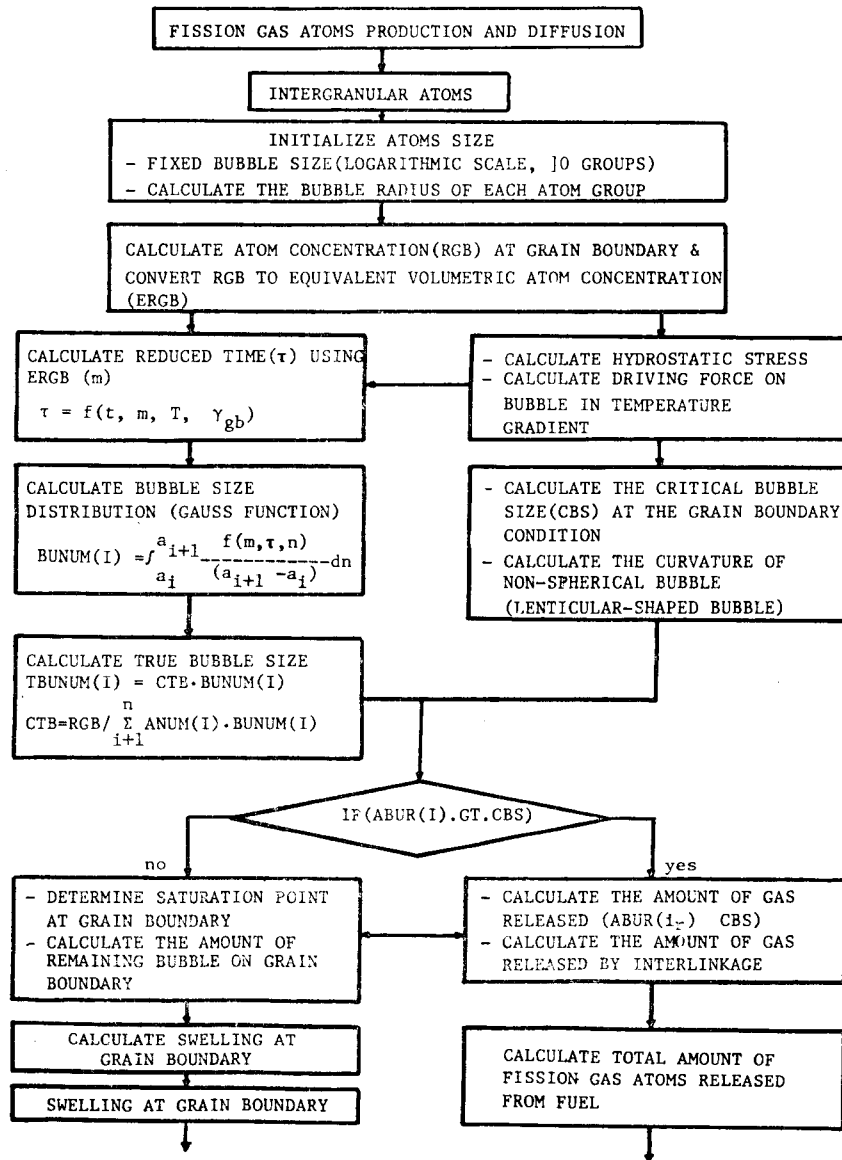 FISSION GAS ATOMS PRODUCTION AND DIFFUSION
INTERGRANULAR ATOMS
INITIALIZE ATOMS SIZE
- FIXED BUBBLE SIZE(LOGARITHMIC SCALE, ]0 GROUPS)
- CALCULATE THE BUBBLE RADIUS OF EACH ATOM GROUP
CALCULATE ATOM CONCENTRATION(RGB) AT GRAIN BOUNDARY &
CONVERT RGB TO EQUIVALENT VOLUMETRIC ATOM CONCENTRATION
(ERGB)
CALCULATE REDUCED TIME(τ) USING
ERGB (m)
τ = f(t, m, T, γgb)
- CALCULATE HYDROSTATIC STRESS
- CALCULATE DRIVING FORCE ON
BUBBLE IN TEMPERATURE
GRADIENT
CALCULATE BUBBLE SIZE
DISTRIBUTION (GAUSS FUNCTION)
BUNUM(I) =∫ a_i^a_{i+1} f(m,τ,n)/(a_{i+1} -a_i) dn
- CALCULATE THE CRITICAL BUBBLE
SIZE(CBS) AT THE GRAIN BOUNDARY
CONDITION
- CALCULATE THE CURVATURE OF
NON-SPHERICAL BUBBLE
(LENTICULAR-SHAPED BUBBLE)
CALCULATE TRUE BUBBLE SIZE
TBUNUM(I) = CTE·BUNUM(I)
n
CTB=RGB/ Σ ANUM(I)·BUNUM(I)
i+1
IF(ABUR(I).GT.CBS)
no
yes
- DETERMINE SATURATION POINT
AT GRAIN BOUNDARY
- CALCULATE THE AMOUNT OF
REMAINING BUBBLE ON GRAIN
BOUNDARY
- CALCULATE THE AMOUNT OF GAS
RELEASED (ABUR(i) CBS)
- CALCULATE THE AMOUNT OF GAS
RELEASED BY INTERLINKAGE
CALCULATE SWELLING AT
GRAIN BOUNDARY
SWELLING AT GRAIN BOUNDARY
CALCULATE TOTAL AMOUNT OF
FISSION GAS ATOMS RELEASED
FROM FUEL